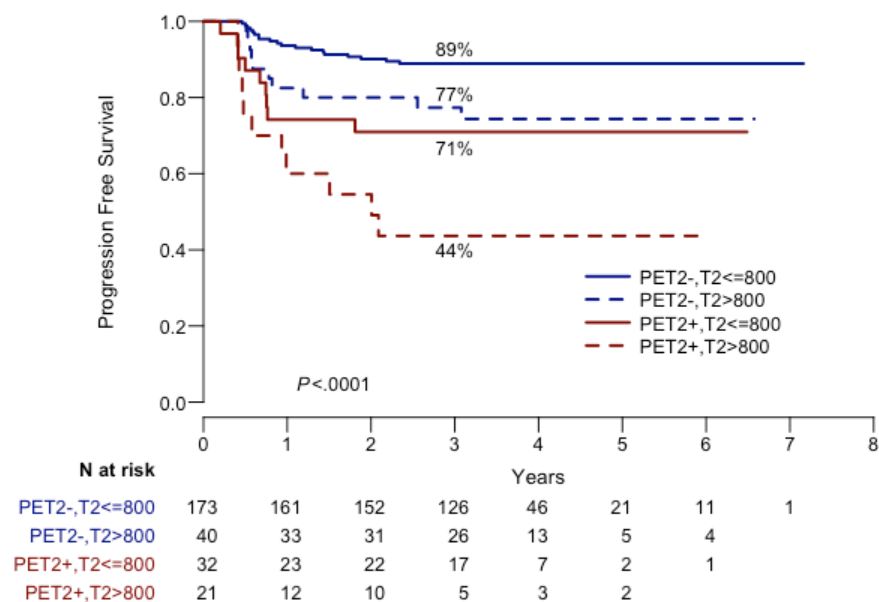 1.0
0.8
0.6
0.4
0.2
0.0
Progression Free Survival
89%
77%
71%
44%
PET2-,T2<=800
PET2-,T2>800
PET2+,T2<=800
PET2+,T2>800
P<.0001
0 1 2 3 4 5 6 7 8
Years
N at risk
PET2-,T2<=800 173 161 152 126 46 21 11 1
PET2-,T2>800 40 33 31 26 13 5 4
PET2+,T2<=800 32 23 22 17 7 2 1
PET2+,T2>800 21 12 10 5 3 2